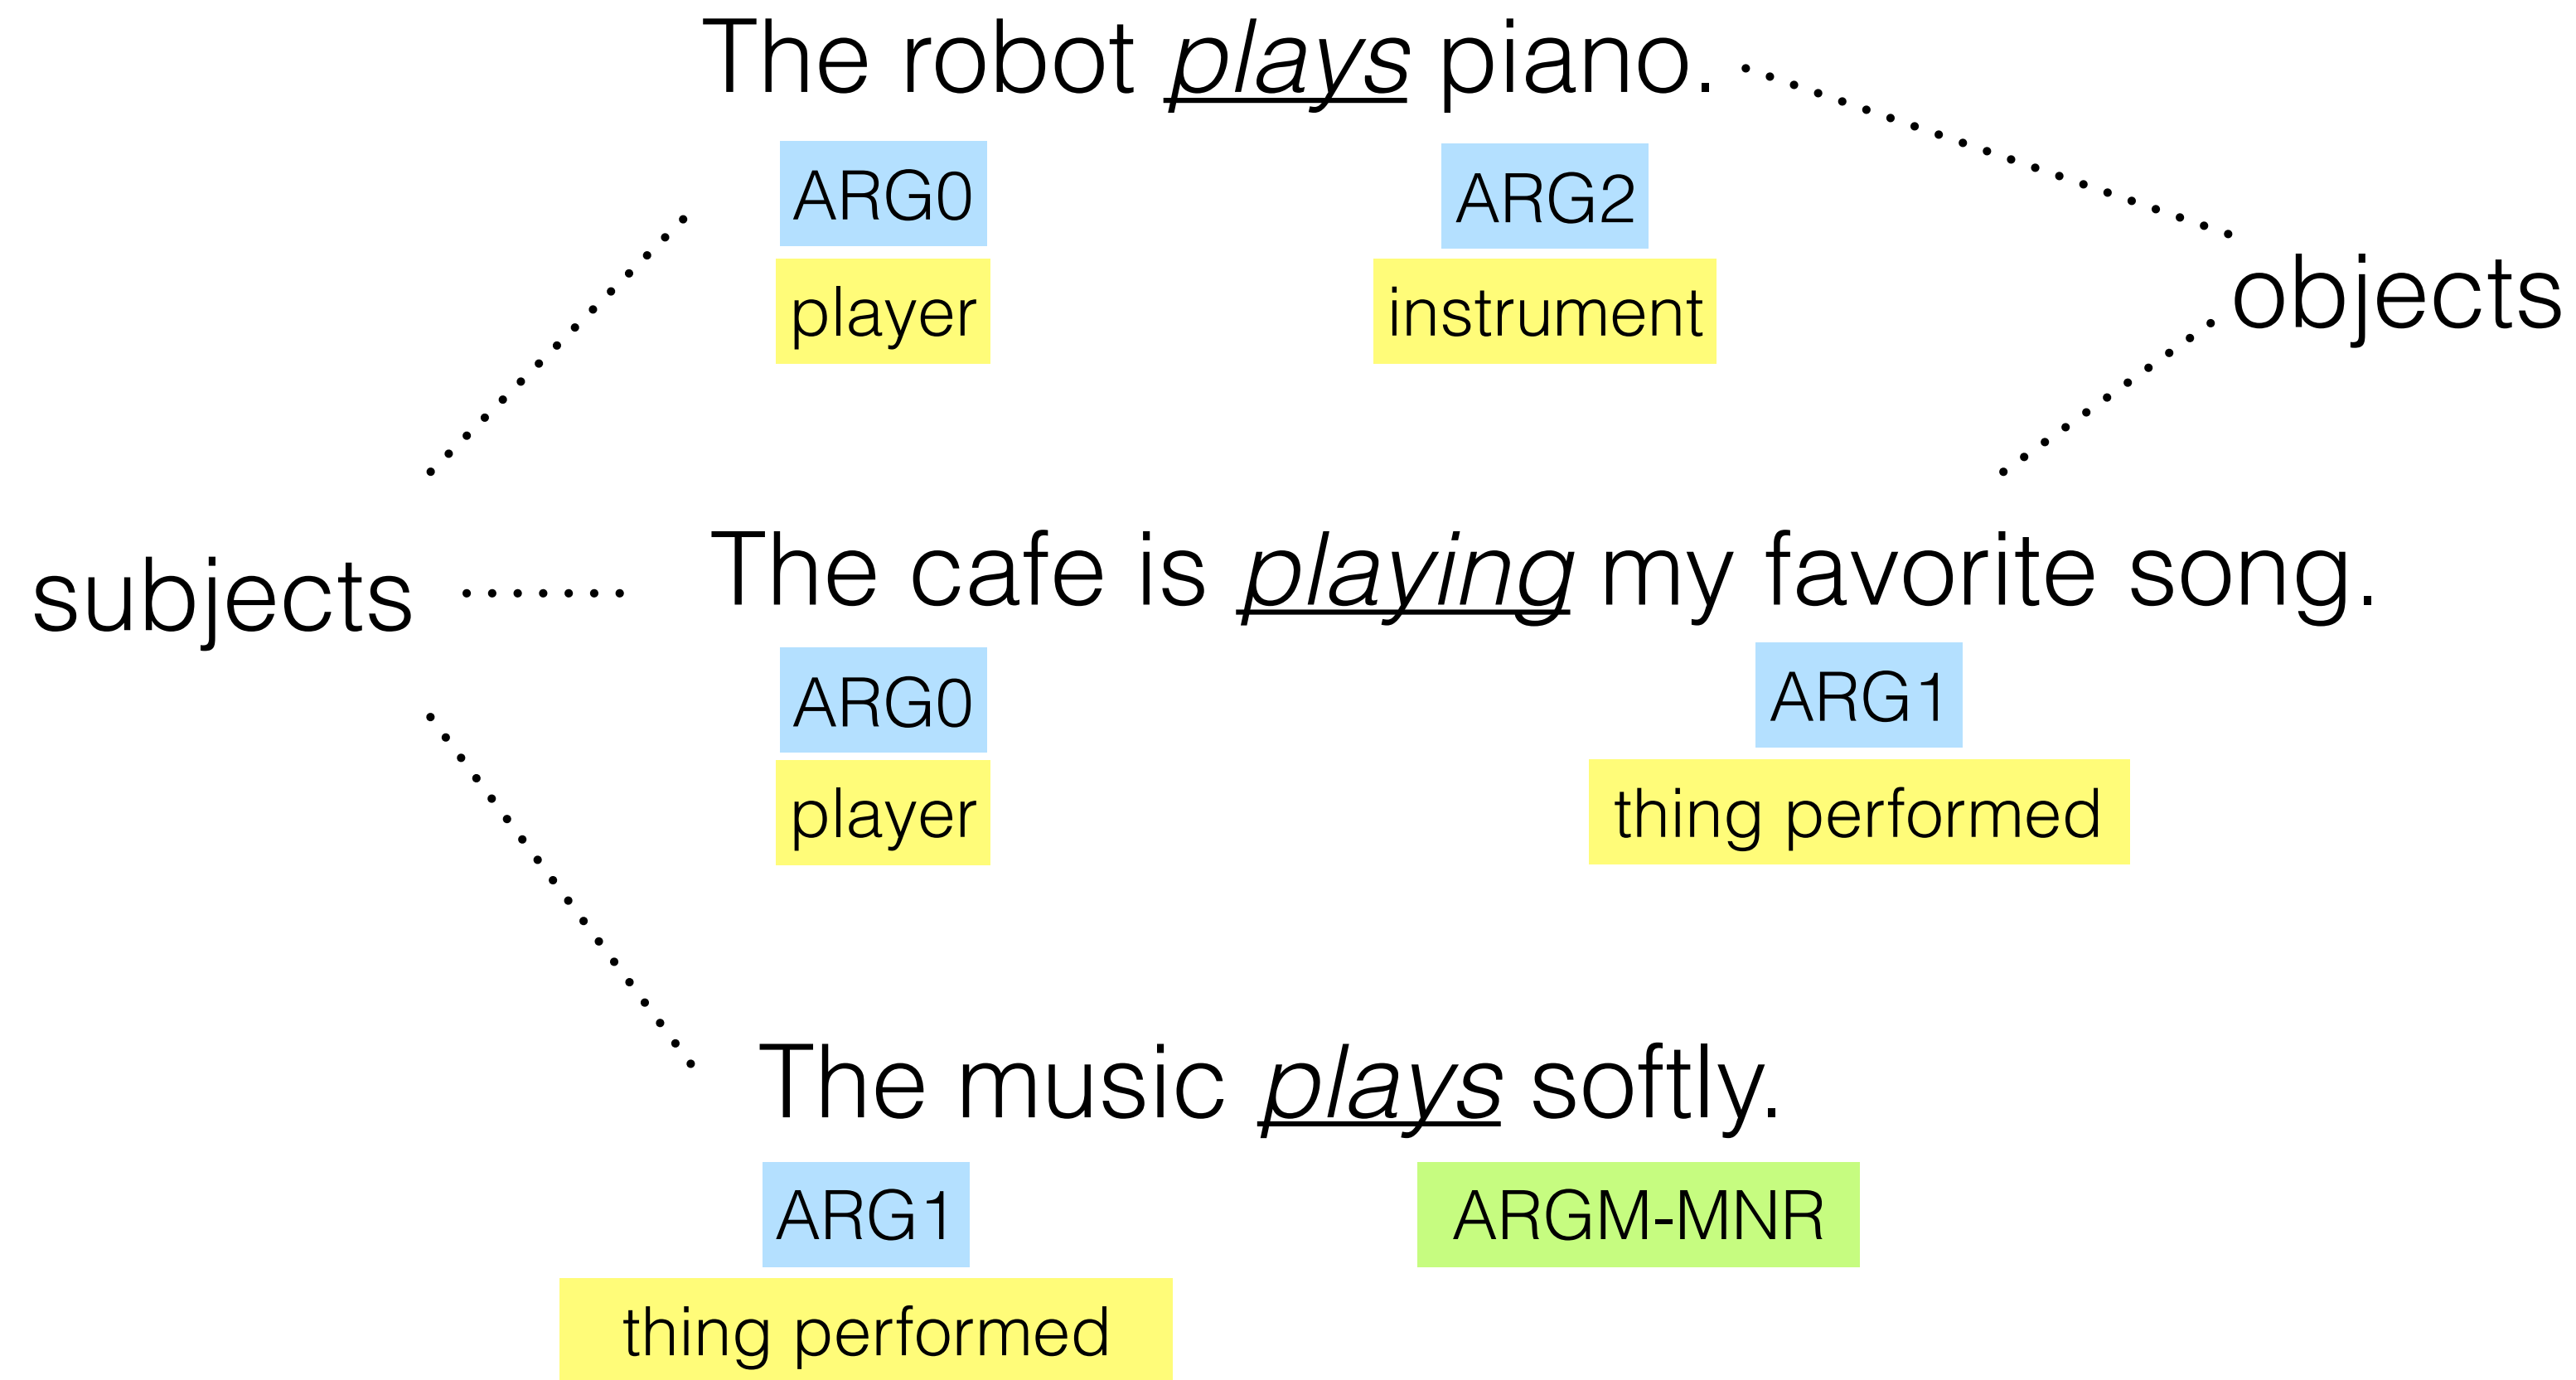 The robot plays piano.
ARG0 ARG2
player instrument
objects
subjects
The cafe is playing my favorite song.
ARG0 ARG1
player thing performed
The music plays softly.
ARG1 ARGM-MNR
thing performed